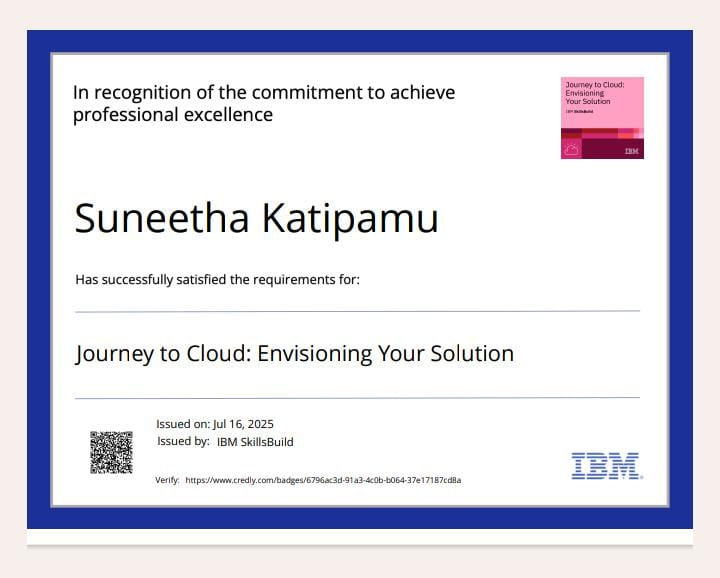 In recognition of the commitment to achieve
professional excellence
Journey to Cloud:
Envisioning
Your Solution
IBM SkillsBuild
IBM
Suneetha Katipamu
Has successfully satisfied the requirements for:
Journey to Cloud: Envisioning Your Solution
Issued on: Jul 16, 2025
Issued by: IBM SkillsBuild
Verify: https://www.credly.com/badges/6796ac3d-91a3-4c0b-b064-37e17187cd8a
IBM